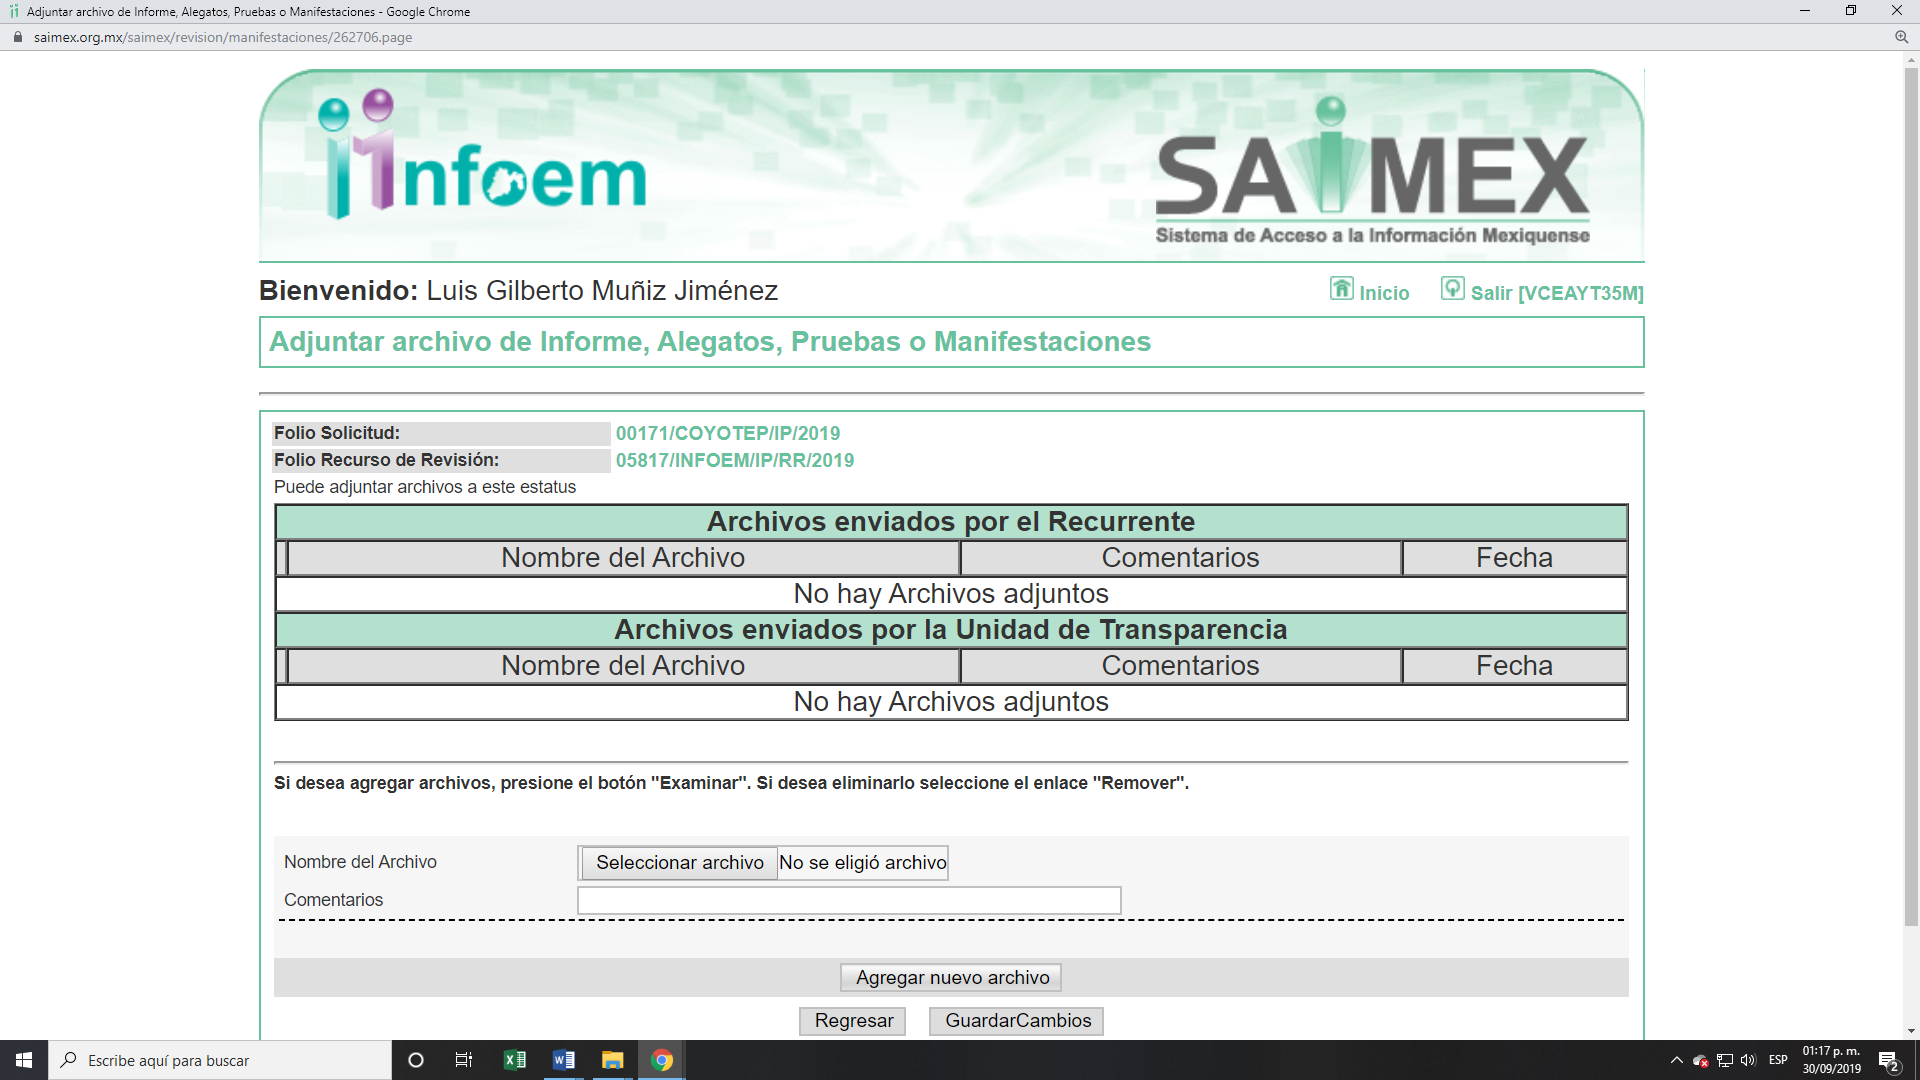 Adjuntar archivo de Informe, Alegatos, Pruebas o Manifestaciones - Google Chrome
saimex.org.mx/saimex/revision/manifestaciones/262706.page
infoem
SAIMEX
Sistema de Acceso a la Información Mexiquense
Bienvenido: Luis Gilberto Muñiz Jiménez
Inicio
Salir [VCEAYT35M]
Adjuntar archivo de Informe, Alegatos, Pruebas o Manifestaciones
Folio Solicitud: 00171/COYOTEP/IP/2019
Folio Recurso de Revisión: 05817/INFOEM/IP/RR/2019
Puede adjuntar archivos a este estatus
Archivos enviados por el Recurrente
Nombre del Archivo Comentarios Fecha
No hay Archivos adjuntos
Archivos enviados por la Unidad de Transparencia
Nombre del Archivo Comentarios Fecha
No hay Archivos adjuntos
Si desea agregar archivos, presione el botón "Examinar". Si desea eliminarlo seleccione el enlace "Remover".
Nombre del Archivo Seleccionar archivo No se eligió archivo
Comentarios
Agregar nuevo archivo
Regresar GuardarCambios
Escribe aquí para buscar
ESP
01:17 p. m.
30/09/2019
2